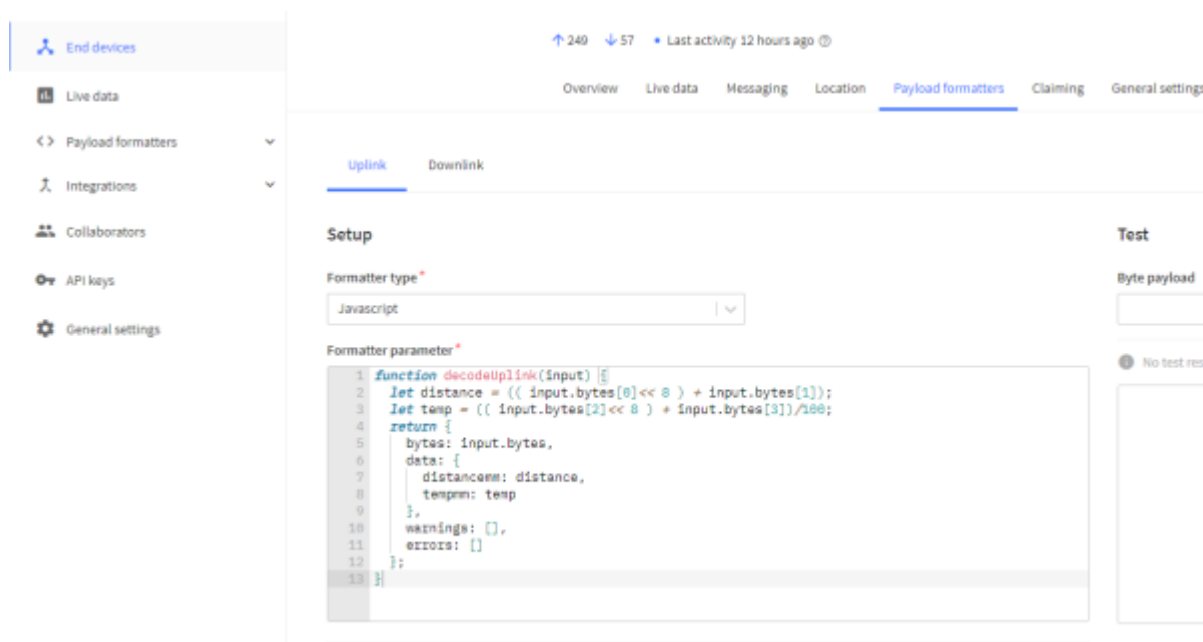 End devices
Live data
Payload formatters
Integrations
Collaborators
API keys
General settings
249 57 • Last activity 12 hours ago
Overview Live data Messaging Location Payload formatters Claiming General settings
Uplink Downlink
Setup
Formatter type*
Javascript
Formatter parameter*
1 function decodeUplink(input) {
2 let distance = (( input.bytes[0]<< 8 ) + input.bytes[1]);
3 let temp = (( input.bytes[2]<< 8 ) + input.bytes[3])/100;
4 return {
5 bytes: input.bytes,
6 data: {
7 distancemm: distance,
8 tempmm: temp
9 },
10 warnings: [],
11 errors: []
12 };
13 }
Test
Byte payload
No test res